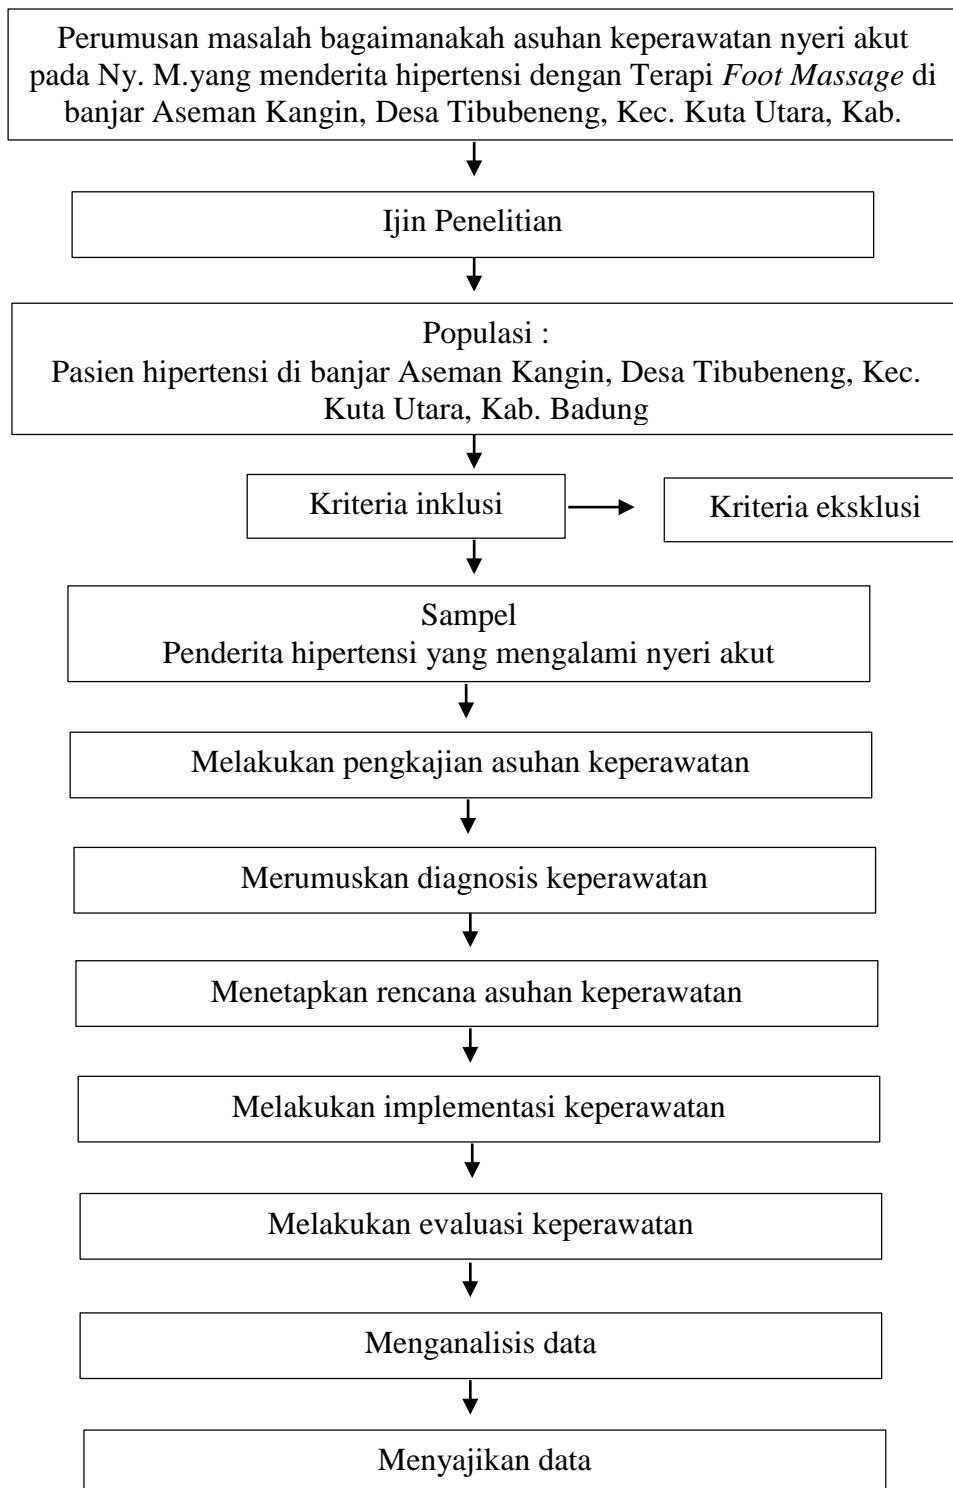 Perumusan masalah bagaimanakah asuhan keperawatan nyeri akut
pada Ny. M.yang menderita hipertensi dengan Terapi Foot Massage di
banjar Aseman Kangin, Desa Tibubeneng, Kec. Kuta Utara, Kab.
Ijin Penelitian
Populasi :
Pasien hipertensi di banjar Aseman Kangin, Desa Tibubeneng, Kec.
Kuta Utara, Kab. Badung
Kriteria inklusi
Kriteria eksklusi
Sampel
Penderita hipertensi yang mengalami nyeri akut
Melakukan pengkajian asuhan keperawatan
Merumuskan diagnosis keperawatan
Menetapkan rencana asuhan keperawatan
Melakukan implementasi keperawatan
Melakukan evaluasi keperawatan
Menganalisis data
Menyajikan data